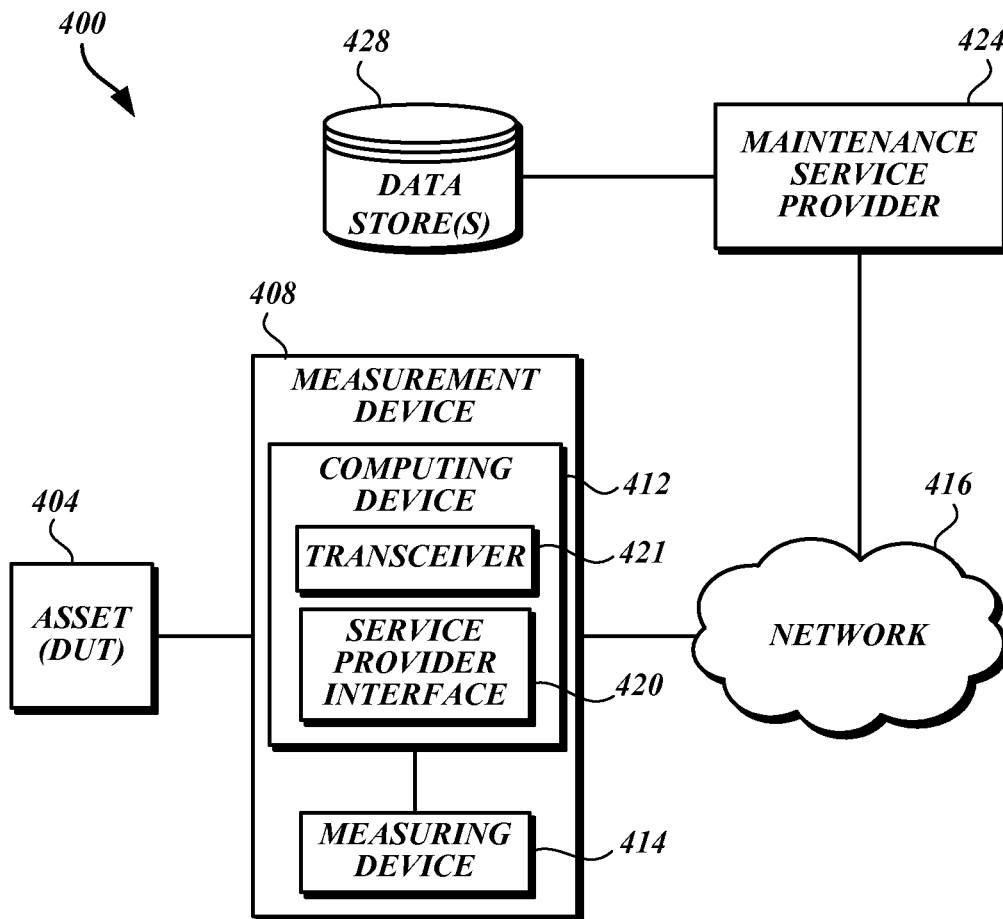 400
428
424
DATA
STORE(S)
MAINTENANCE
SERVICE
PROVIDER
408
MEASUREMENT
DEVICE
COMPUTING
DEVICE
412
TRANSCEIVER
421
SERVICE
PROVIDER
INTERFACE
420
MEASURING
DEVICE
414
404
ASSET
(DUT)
416
NETWORK